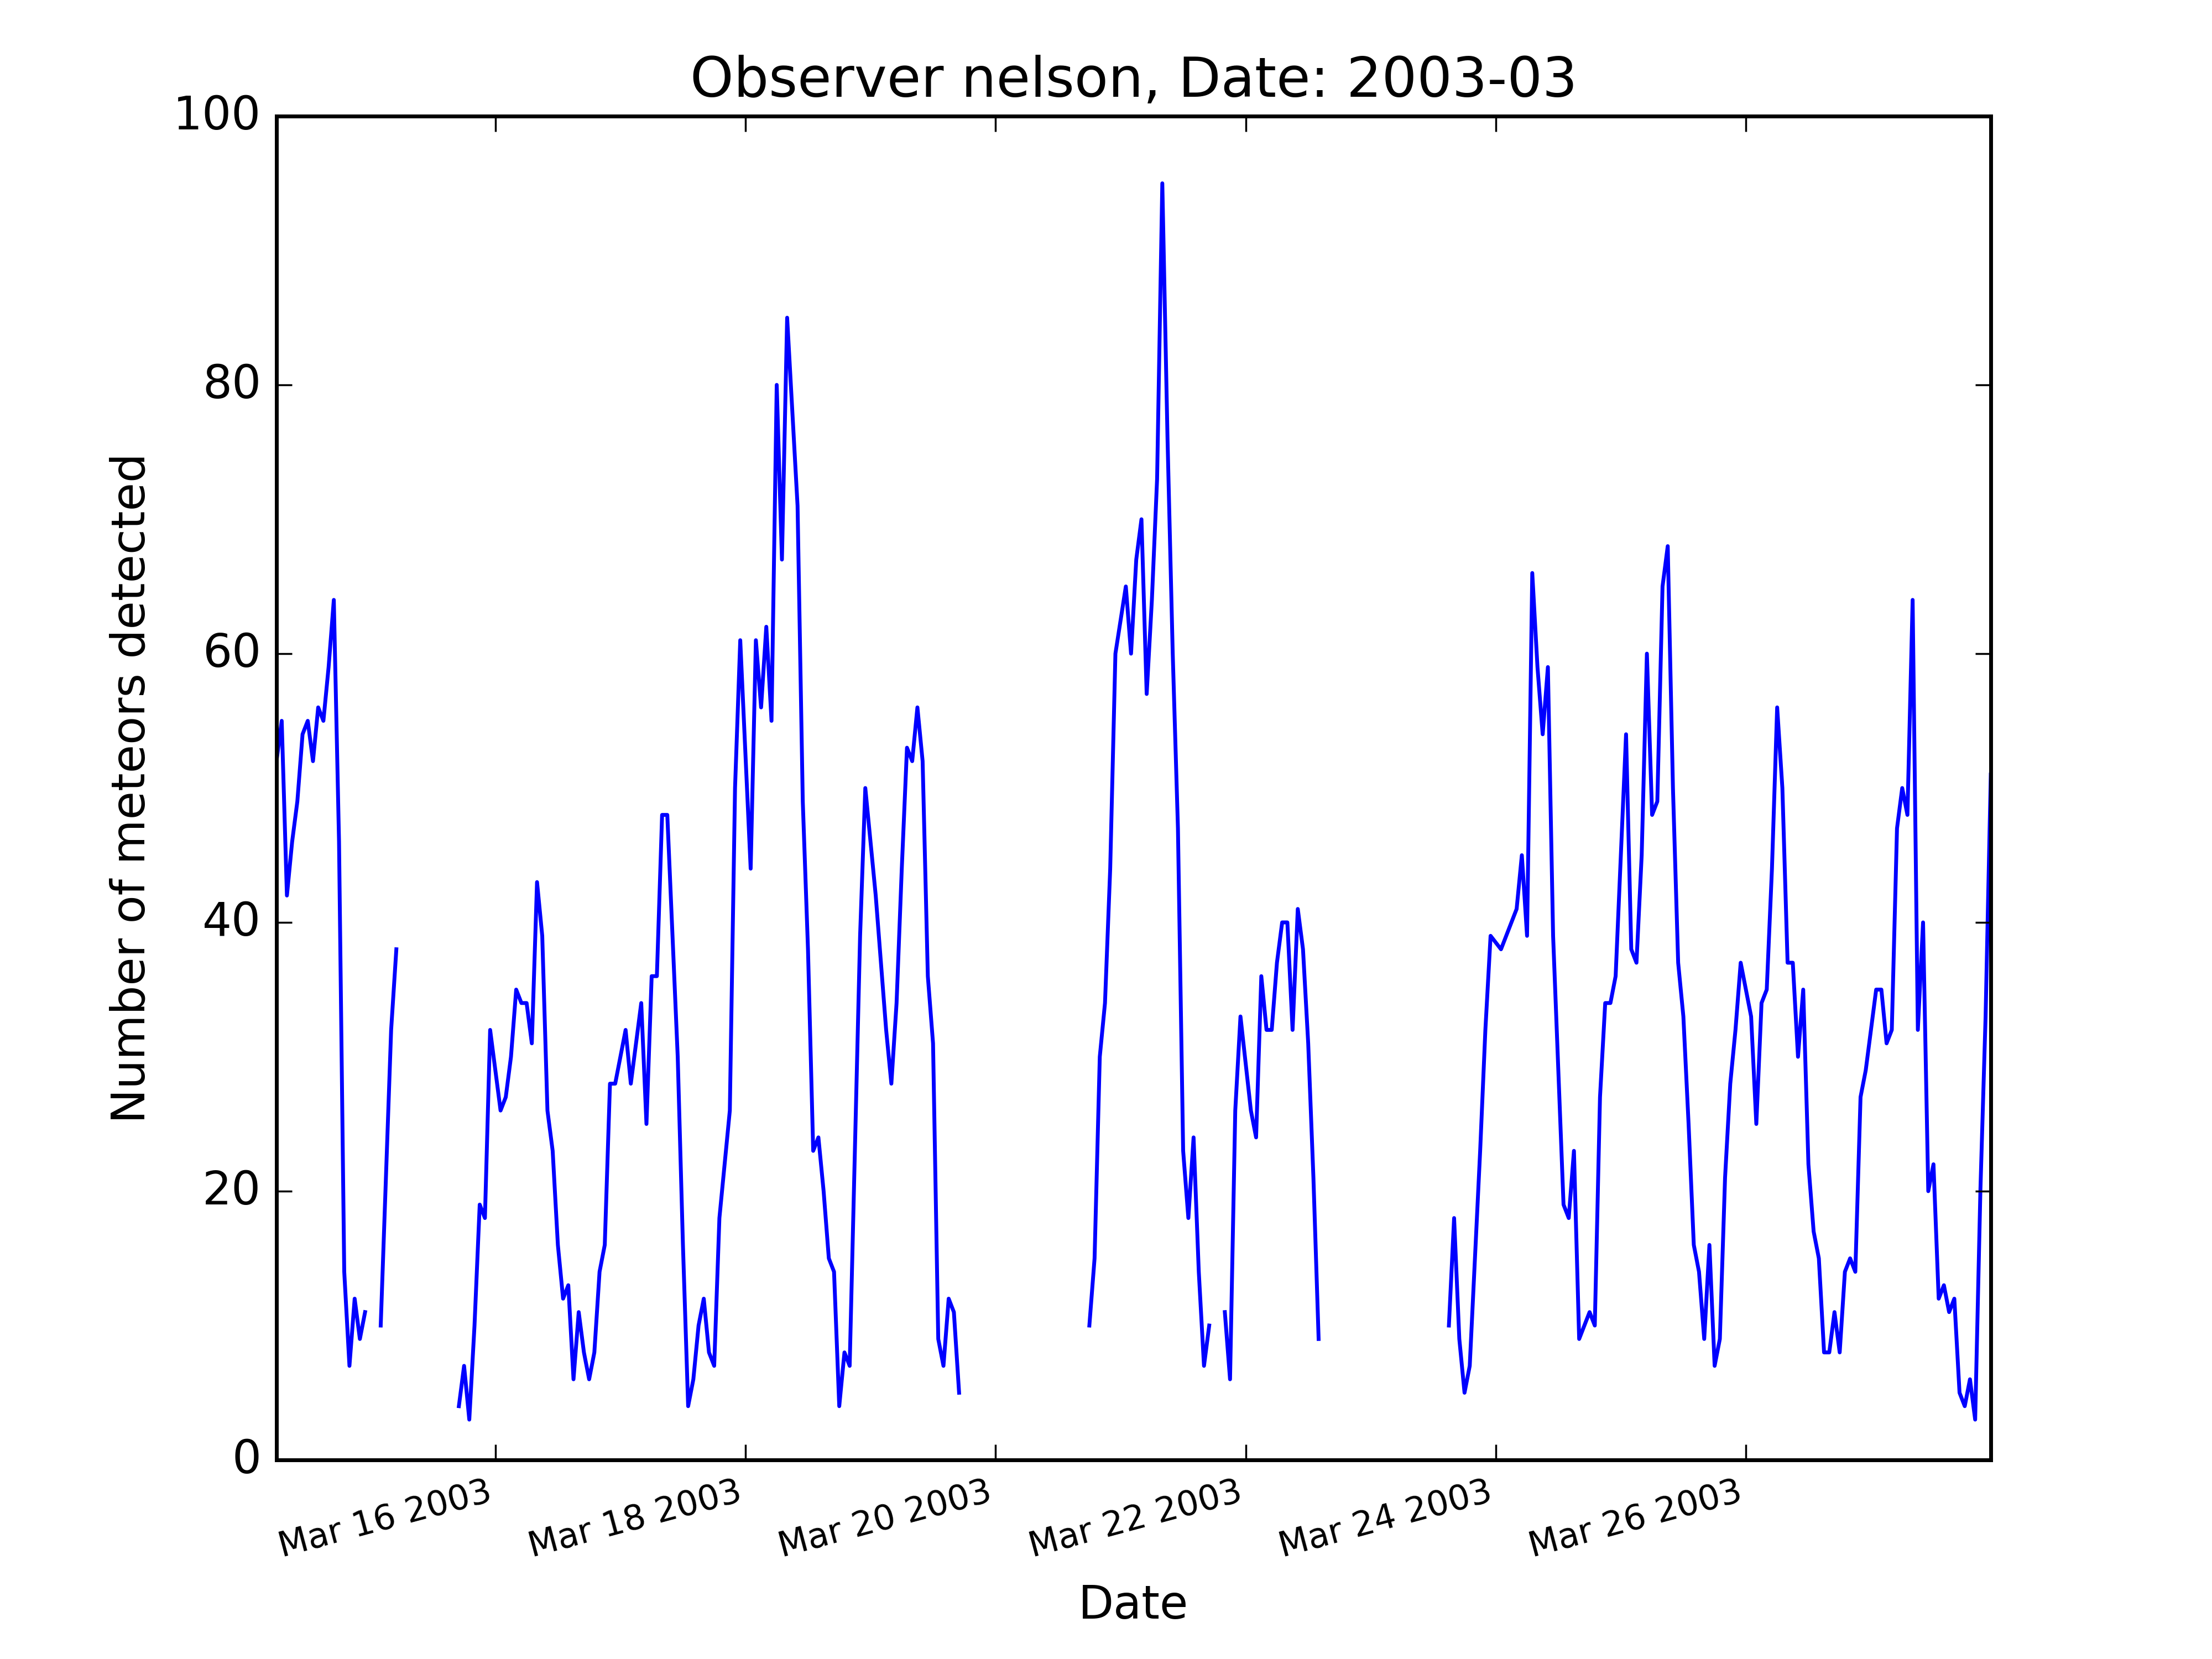 Observer nelson, Date: 2003-03
100
80
60
40
20
0
Number of meteors detected
Mar 16 2003
Mar 18 2003
Mar 20 2003
Mar 22 2003
Mar 24 2003
Mar 26 2003
Date